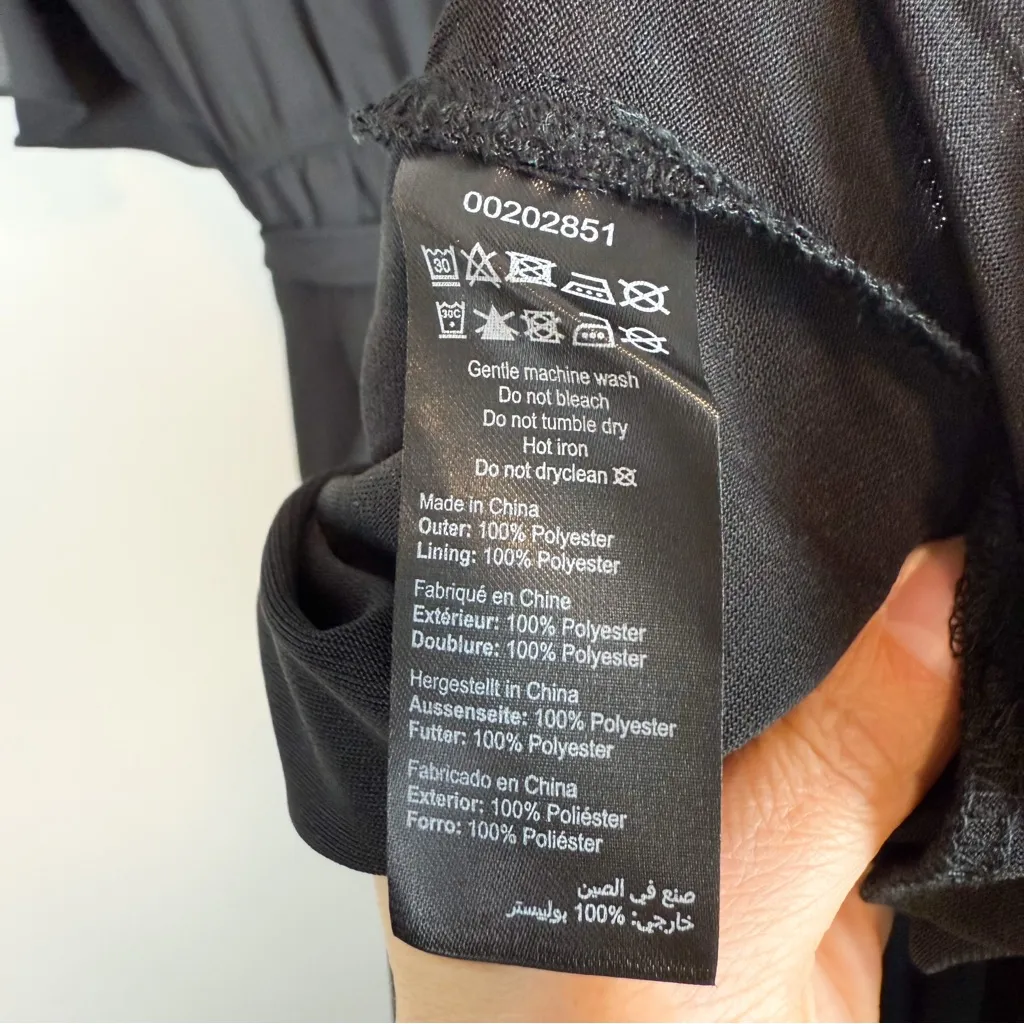 00202851
30
30C
Gentle machine wash
Do not bleach
Do not tumble dry
Hot iron
Do not dryclean
Made in China
Outer: 100% Polyester
Lining: 100% Polyester
Fabriqué en Chine
Extérieur: 100% Polyester
Doublure: 100% Polyester
Hergestellt in China
Aussenseite: 100% Polyester
Futter: 100% Polyester
Fabricado en China
Exterior: 100% Poliéster
Forro: 100% Poliéster
صنع في الصين
خارجي: 100% بوليستر